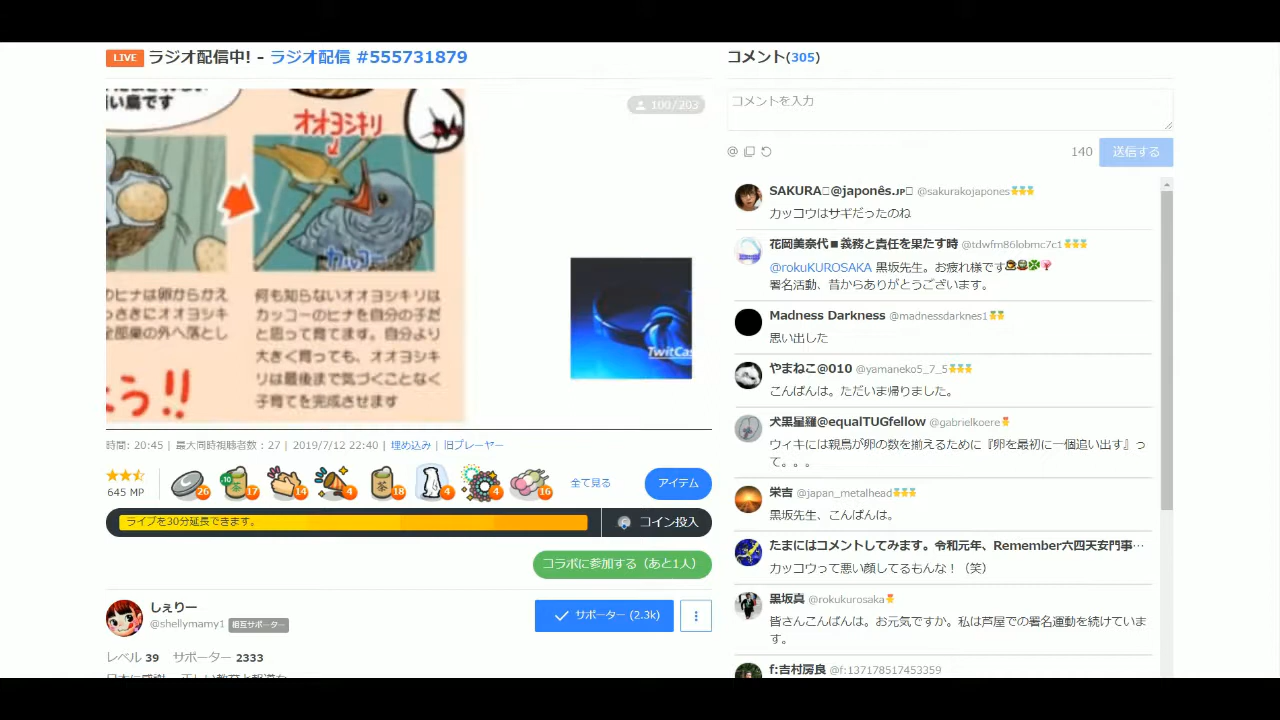 LIVE ラジオ配信中! - ラジオ配信 #555731879
い鳥です
オオヨシキリ
カッコー
100/203
のヒナは卵からかえ
っさきにオオヨシキ
全部巣の外へ落とし
何も知らないオオヨシキリは
カッコーのヒナを自分の子だ
と思って育てます。自分より
大きく育っても、オオヨシキ
リは最後まで気づくことなく
子育てを完成させます
う!!
TwitCas
時間: 20:45 | 最大同時視聴者数 : 27 | 2019/7/12 22:40 | 埋め込み | 旧プレーヤー
645 MP
26
+10
茶
17
14
4
茶
18
4
4
16
全て見る
アイテム
ライブを30分延長できます。
コイン投入
コラボに参加する（あと1人）
しぇりー
@shellymamy1 相互サポーター
サポーター (2.3k)
レベル 39 サポーター 2333
コメント(305)
コメントを入力
140
送信する
SAKURA□@japonês.JP□ @sakurakojapones
カッコウはサギだったのね
花岡美奈代■義務と責任を果たす時 @tdwfm86lobmc7c1
@rokuKUROSAKA 黒坂先生。お疲れ様です
署名活動、昔からありがとうございます。
Madness Darkness @madnessdarknes1
思い出した
やまねこ@010 @yamaneko5_7_5
こんばんは。ただいま帰りました。
犬黒星羅@equalTUGfellow @gabrielkoere
ウィキには親鳥が卵の数を揃えるために『卵を最初に一個追い出す』っ
て。。。
栄吉 @japan_metalhead
黒坂先生、こんばんは。
たまにはコメントしてみます。令和元年、Remember六四天安門事…
カッコウって悪い顔してるもんな！（笑）
黒坂真 @rokukurosaka
皆さんこんばんは。お元気ですか。私は芦屋での署名運動を続けていま
す。
f:吉村房良 @f:137178517453359